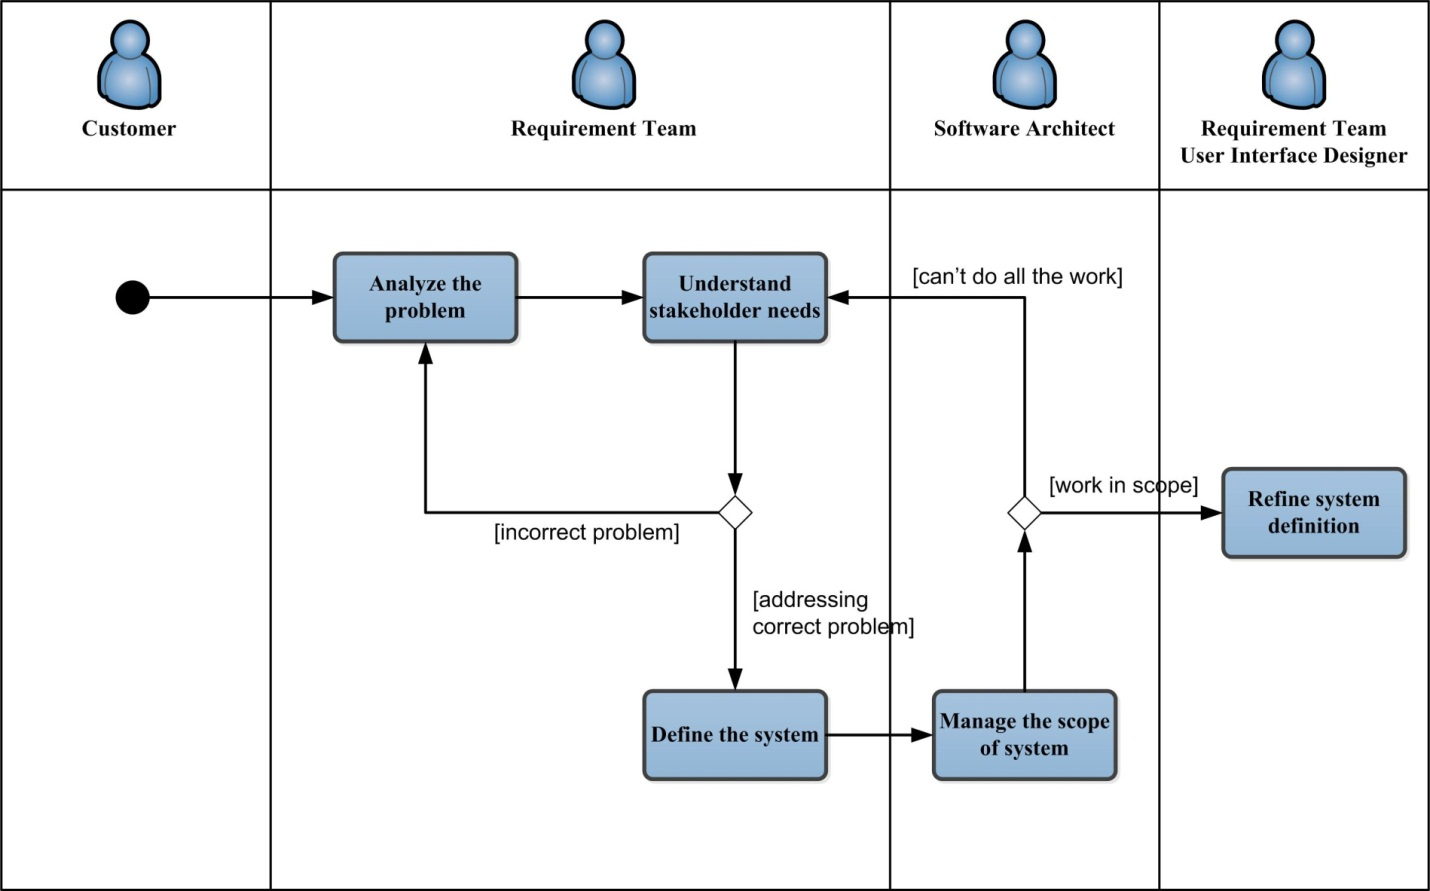 Customer
Requirement Team
Software Architect
Requirement Team
User Interface Designer
Analyze the
problem
Understand
stakeholder needs
[can't do all the work]
[incorrect problem]
[work in scope]
Refine system
definition
[addressing
correct problem]
Define the system
Manage the scope
of system